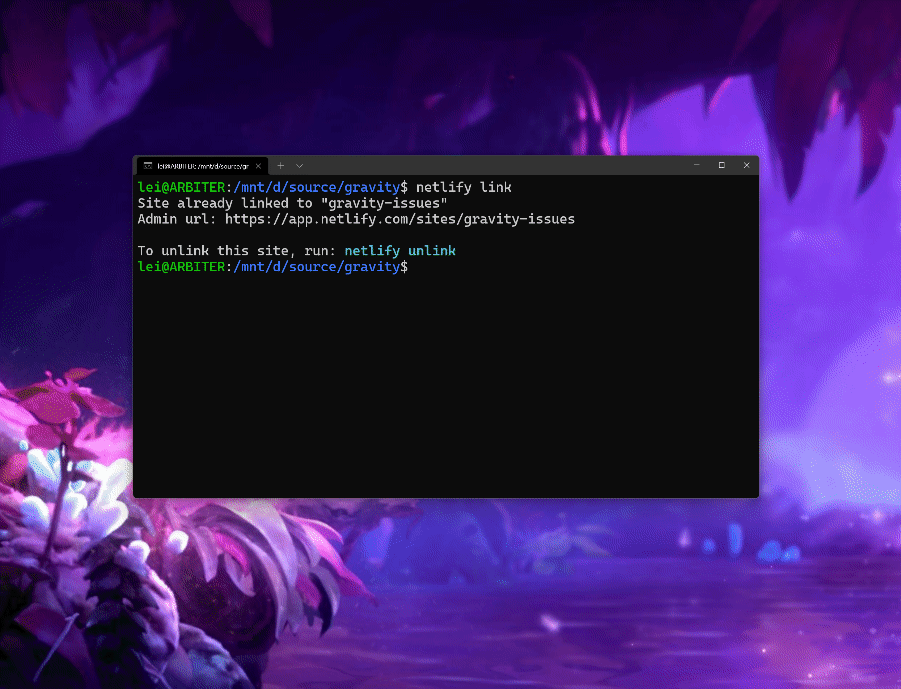 lei@ARBITER: /mnt/d/source/gr
lei@ARBITER:/mnt/d/source/gravity$ netlify link
Site already linked to "gravity-issues"
Admin url: https://app.netlify.com/sites/gravity-issues
To unlink this site, run: netlify unlink
lei@ARBITER:/mnt/d/source/gravity$